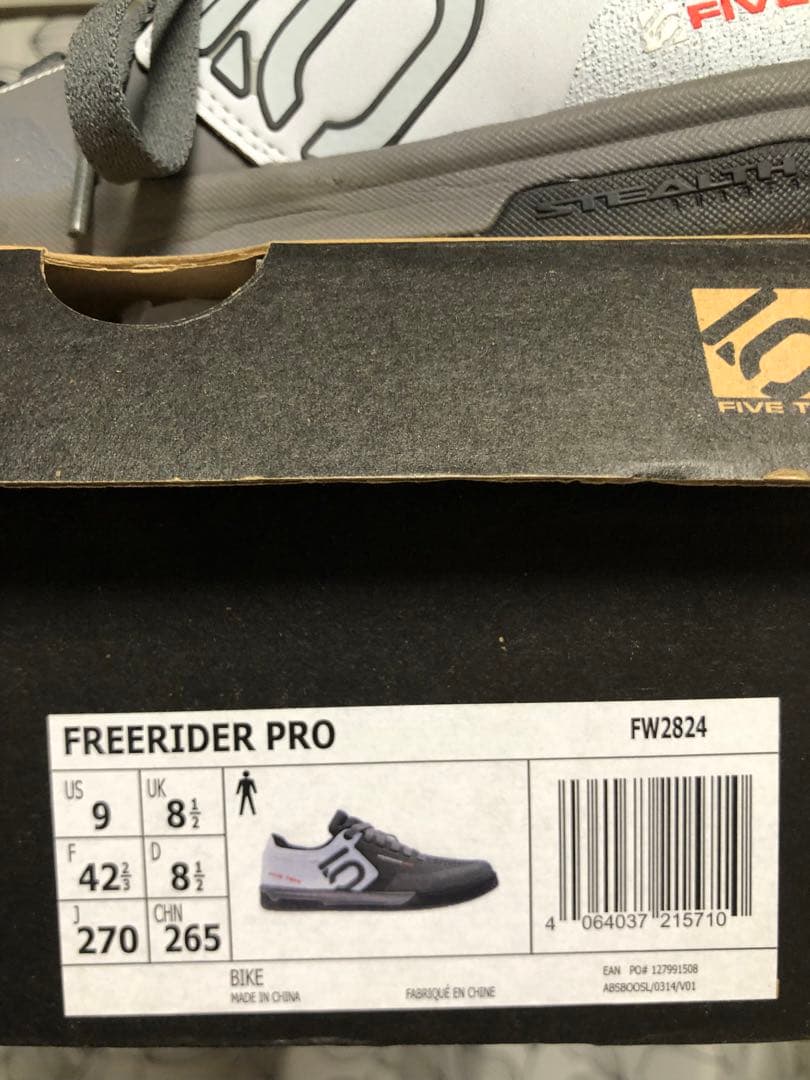 FIVE
STEALTH
FIVE T
FREERIDER PRO
FW2824
US
9
UK
8½
F
42⅔
D
8½
J
270
CHN
265
FIVE TEN
4 064037 215710
BIKE
MADE IN CHINA
FABRIQUÉ EN CHINE
EAN PO# 127991508
ABSBOOSL/0314/V01